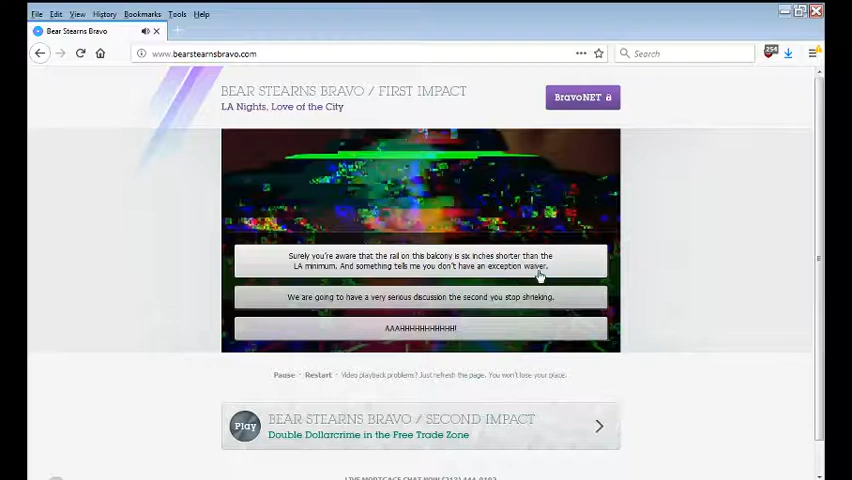 File Edit View History Bookmarks Tools Help
Bear Stearns Bravo
www.bearstearnsbravo.com
Search
254
BEAR STEARNS BRAVO / FIRST IMPACT
LA Nights, Love of the City
BravoNET
Surely you're aware that the rail on this balcony is six inches shorter than the
LA minimum. And something tells me you don't have an exception waiver.
We are going to have a very serious discussion the second you stop shrieking.
AAAHHHHHHHHHHH!
Pause - Restart - Video playback problems? Just refresh the page. You won't lose your place.
Play
BEAR STEARNS BRAVO / SECOND IMPACT
Double Dollarcrime in the Free Trade Zone
LIVE MORTGAGE CHAT NOW